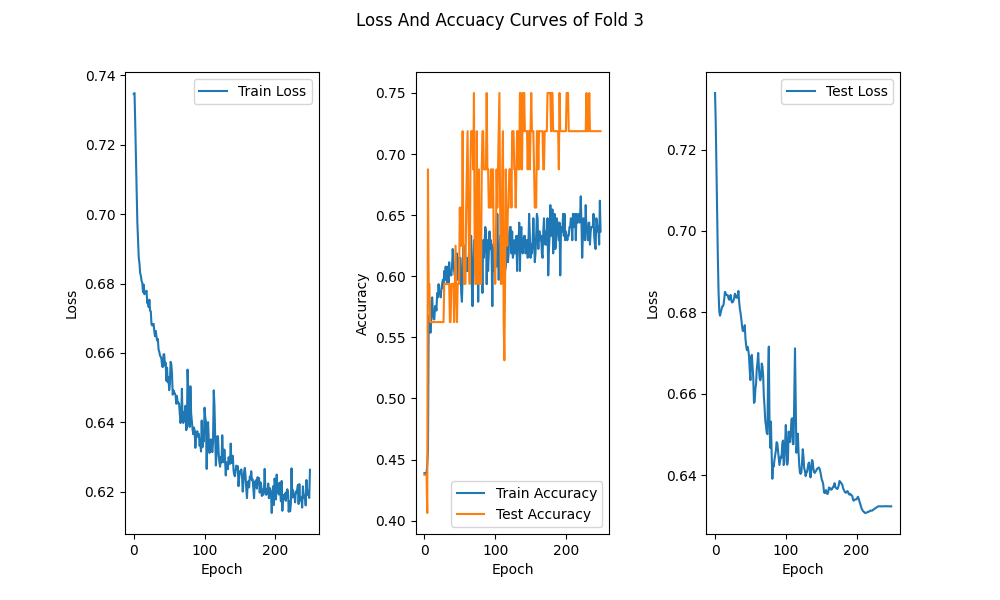 Loss And Accuacy Curves of Fold 3
0.74
0.72
0.70
0.68
0.66
0.64
0.62
Loss
0
100
200
Epoch
Train Loss
0.75
0.70
0.65
0.60
0.55
0.50
0.45
0.40
Accuracy
0
100
200
Epoch
Train Accuracy
Test Accuracy
0.72
0.70
0.68
0.66
0.64
Loss
0
100
200
Epoch
Test Loss